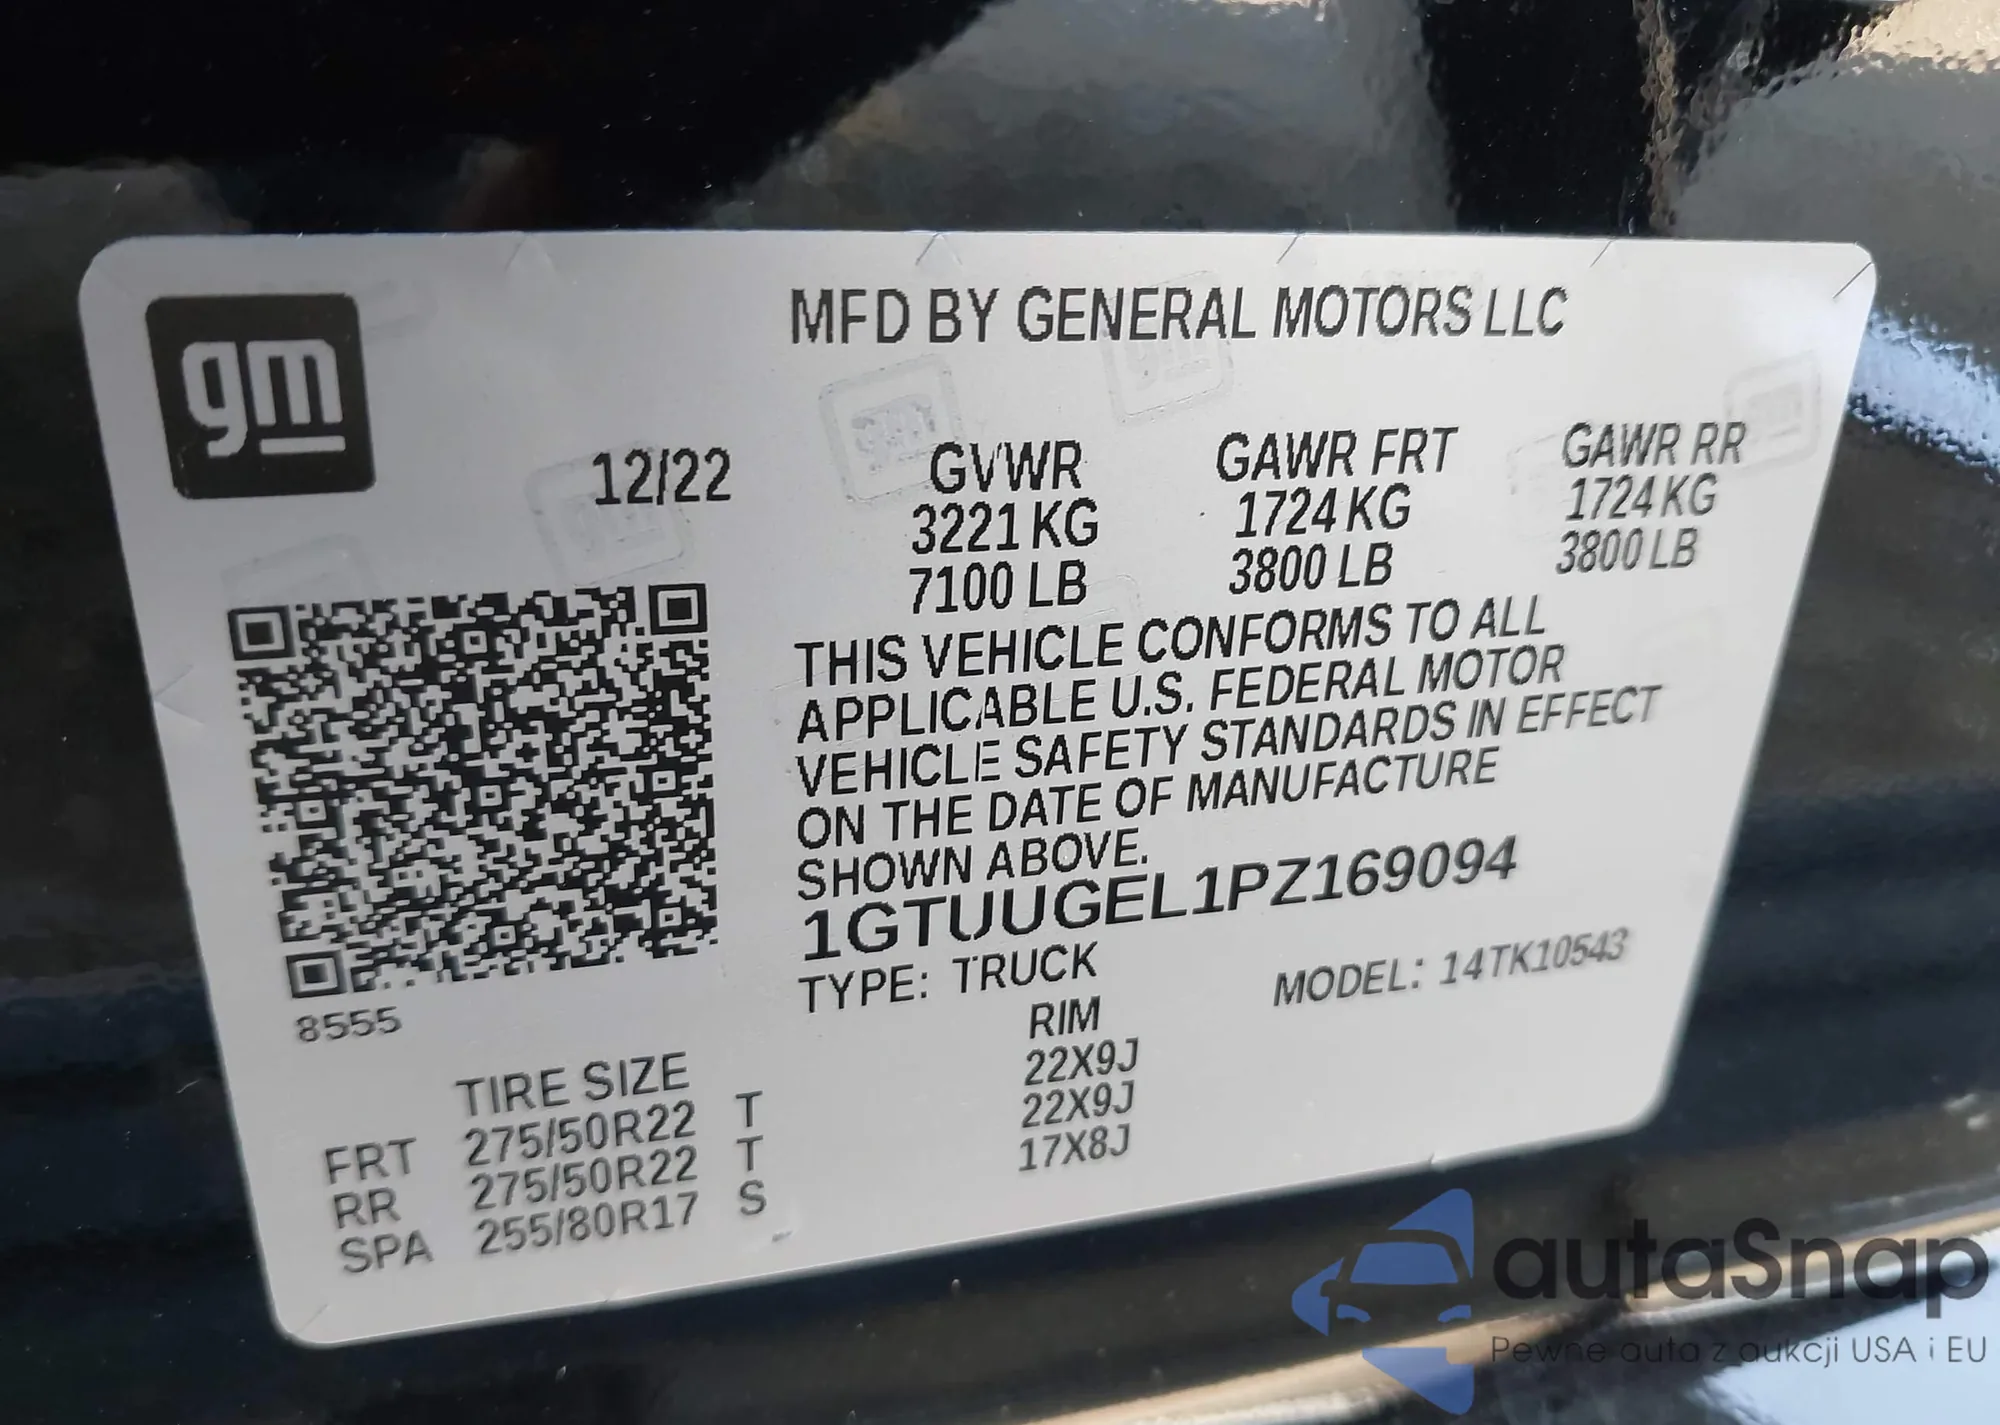 gm
MFD BY GENERAL MOTORS LLC
12/22
GVWR GAWR FRT GAWR RR
3221 KG 1724 KG 1724 KG
7100 LB 3800 LB 3800 LB
THIS VEHICLE CONFORMS TO ALL
APPLICABLE U.S. FEDERAL MOTOR
VEHICLE SAFETY STANDARDS IN EFFECT
ON THE DATE OF MANUFACTURE
SHOWN ABOVE.
1GTUUGEL1PZ169094
TYPE: TRUCK MODEL: 14TK10543
8555
TIRE SIZE RIM
FRT 275/50R22 T 22X9J
RR 275/50R22 T 22X9J
SPA 255/80R17 S 17X8J
autaSnap
Pewne auta z aukcji USA i EU